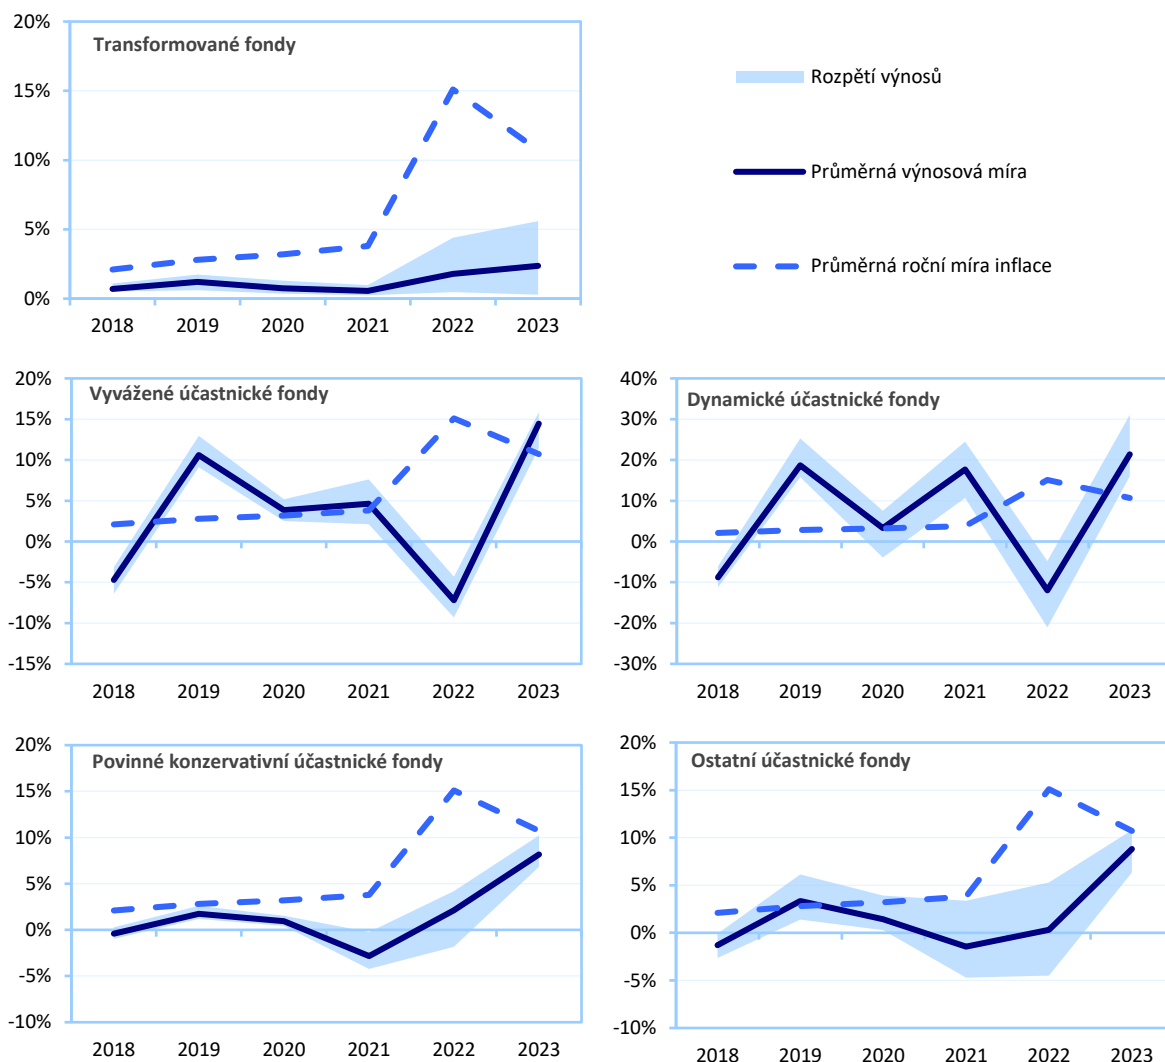 20%
15%
10%
5%
0%
Transformované fondy
2018 2019 2020 2021 2022 2023
Rozpětí výnosů
Průměrná výnosová míra
Průměrná roční míra inflace
20%
15%
10%
5%
0%
-5%
-10%
-15%
Vyvážené účastnické fondy
2018 2019 2020 2021 2022 2023
40%
30%
20%
10%
0%
-10%
-20%
-30%
Dynamické účastnické fondy
2018 2019 2020 2021 2022 2023
20%
15%
10%
5%
0%
-5%
-10%
Povinné konzervativní účastnické fondy
2018 2019 2020 2021 2022 2023
20%
15%
10%
5%
0%
-5%
-10%
Ostatní účastnické fondy
2018 2019 2020 2021 2022 2023